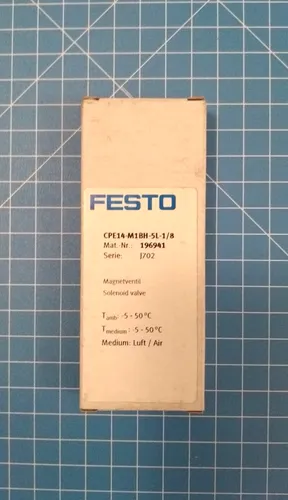 FESTO
CPE14-M1BH-5L-1/8
Mat.-Nr.: 196941
Serie: J702
Magnetventil
Solenoid valve
Tamb: -5 - 50 °C
Tmedium: -5 - 50 °C
Medium: Luft / Air